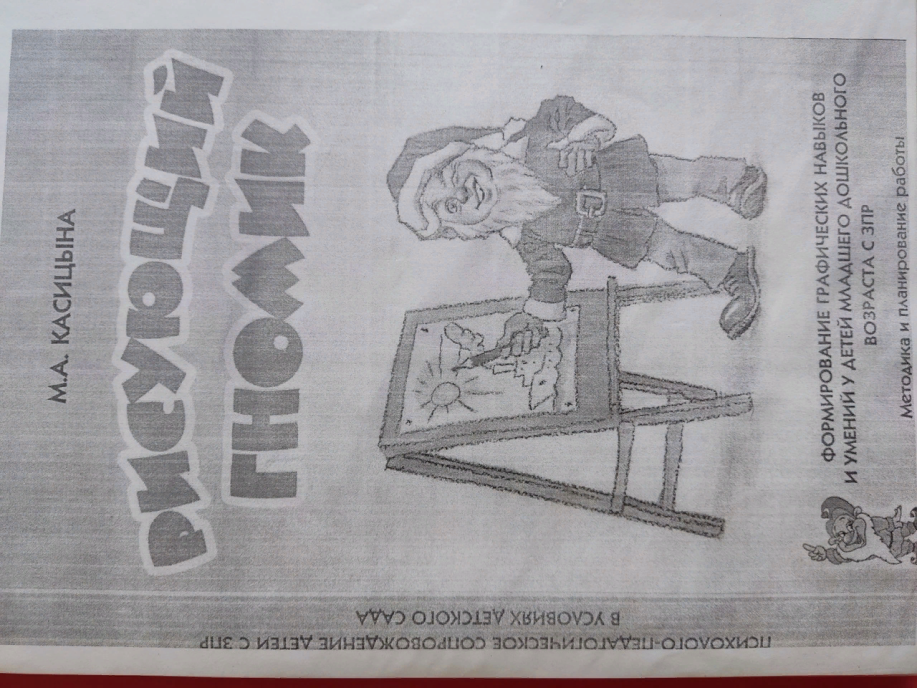 М.А. КАСИЦЫНА
РИСУЮЩИЙ
ГНОМИК
ФОРМИРОВАНИЕ ГРАФИЧЕСКИХ НАВЫКОВ
И УМЕНИЙ У ДЕТЕЙ МЛАДШЕГО ДОШКОЛЬНОГО
ВОЗРАСТА С ЗПР
Методика и планирование работы
ПСИХОЛОГО-ПЕДАГОГИЧЕСКОЕ СОПРОВОЖДЕНИЕ ДЕТЕЙ С ЗПР
В УСЛОВИЯХ ДЕТСКОГО САДА